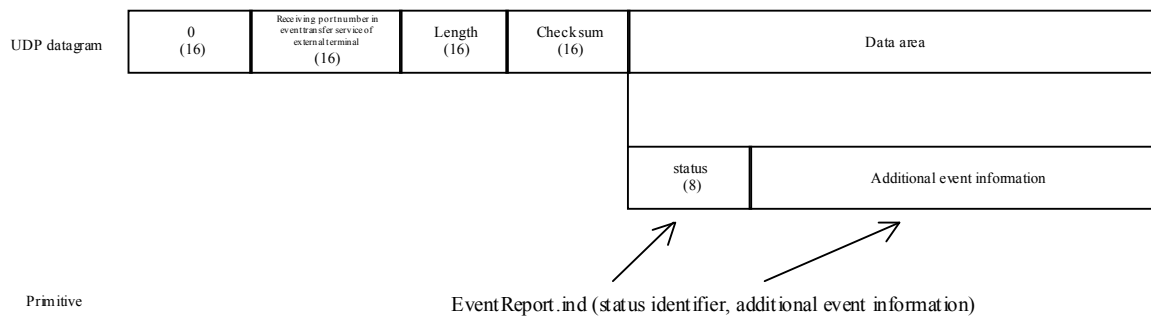 UDP datagram
0
(16)
Receiving port number in
event transfer service of
external terminal
(16)
Length
(16)
Checksum
(16)
Data area
status
(8)
Additional event information
Primitive
EventReport.ind (status identifier, additional event information)